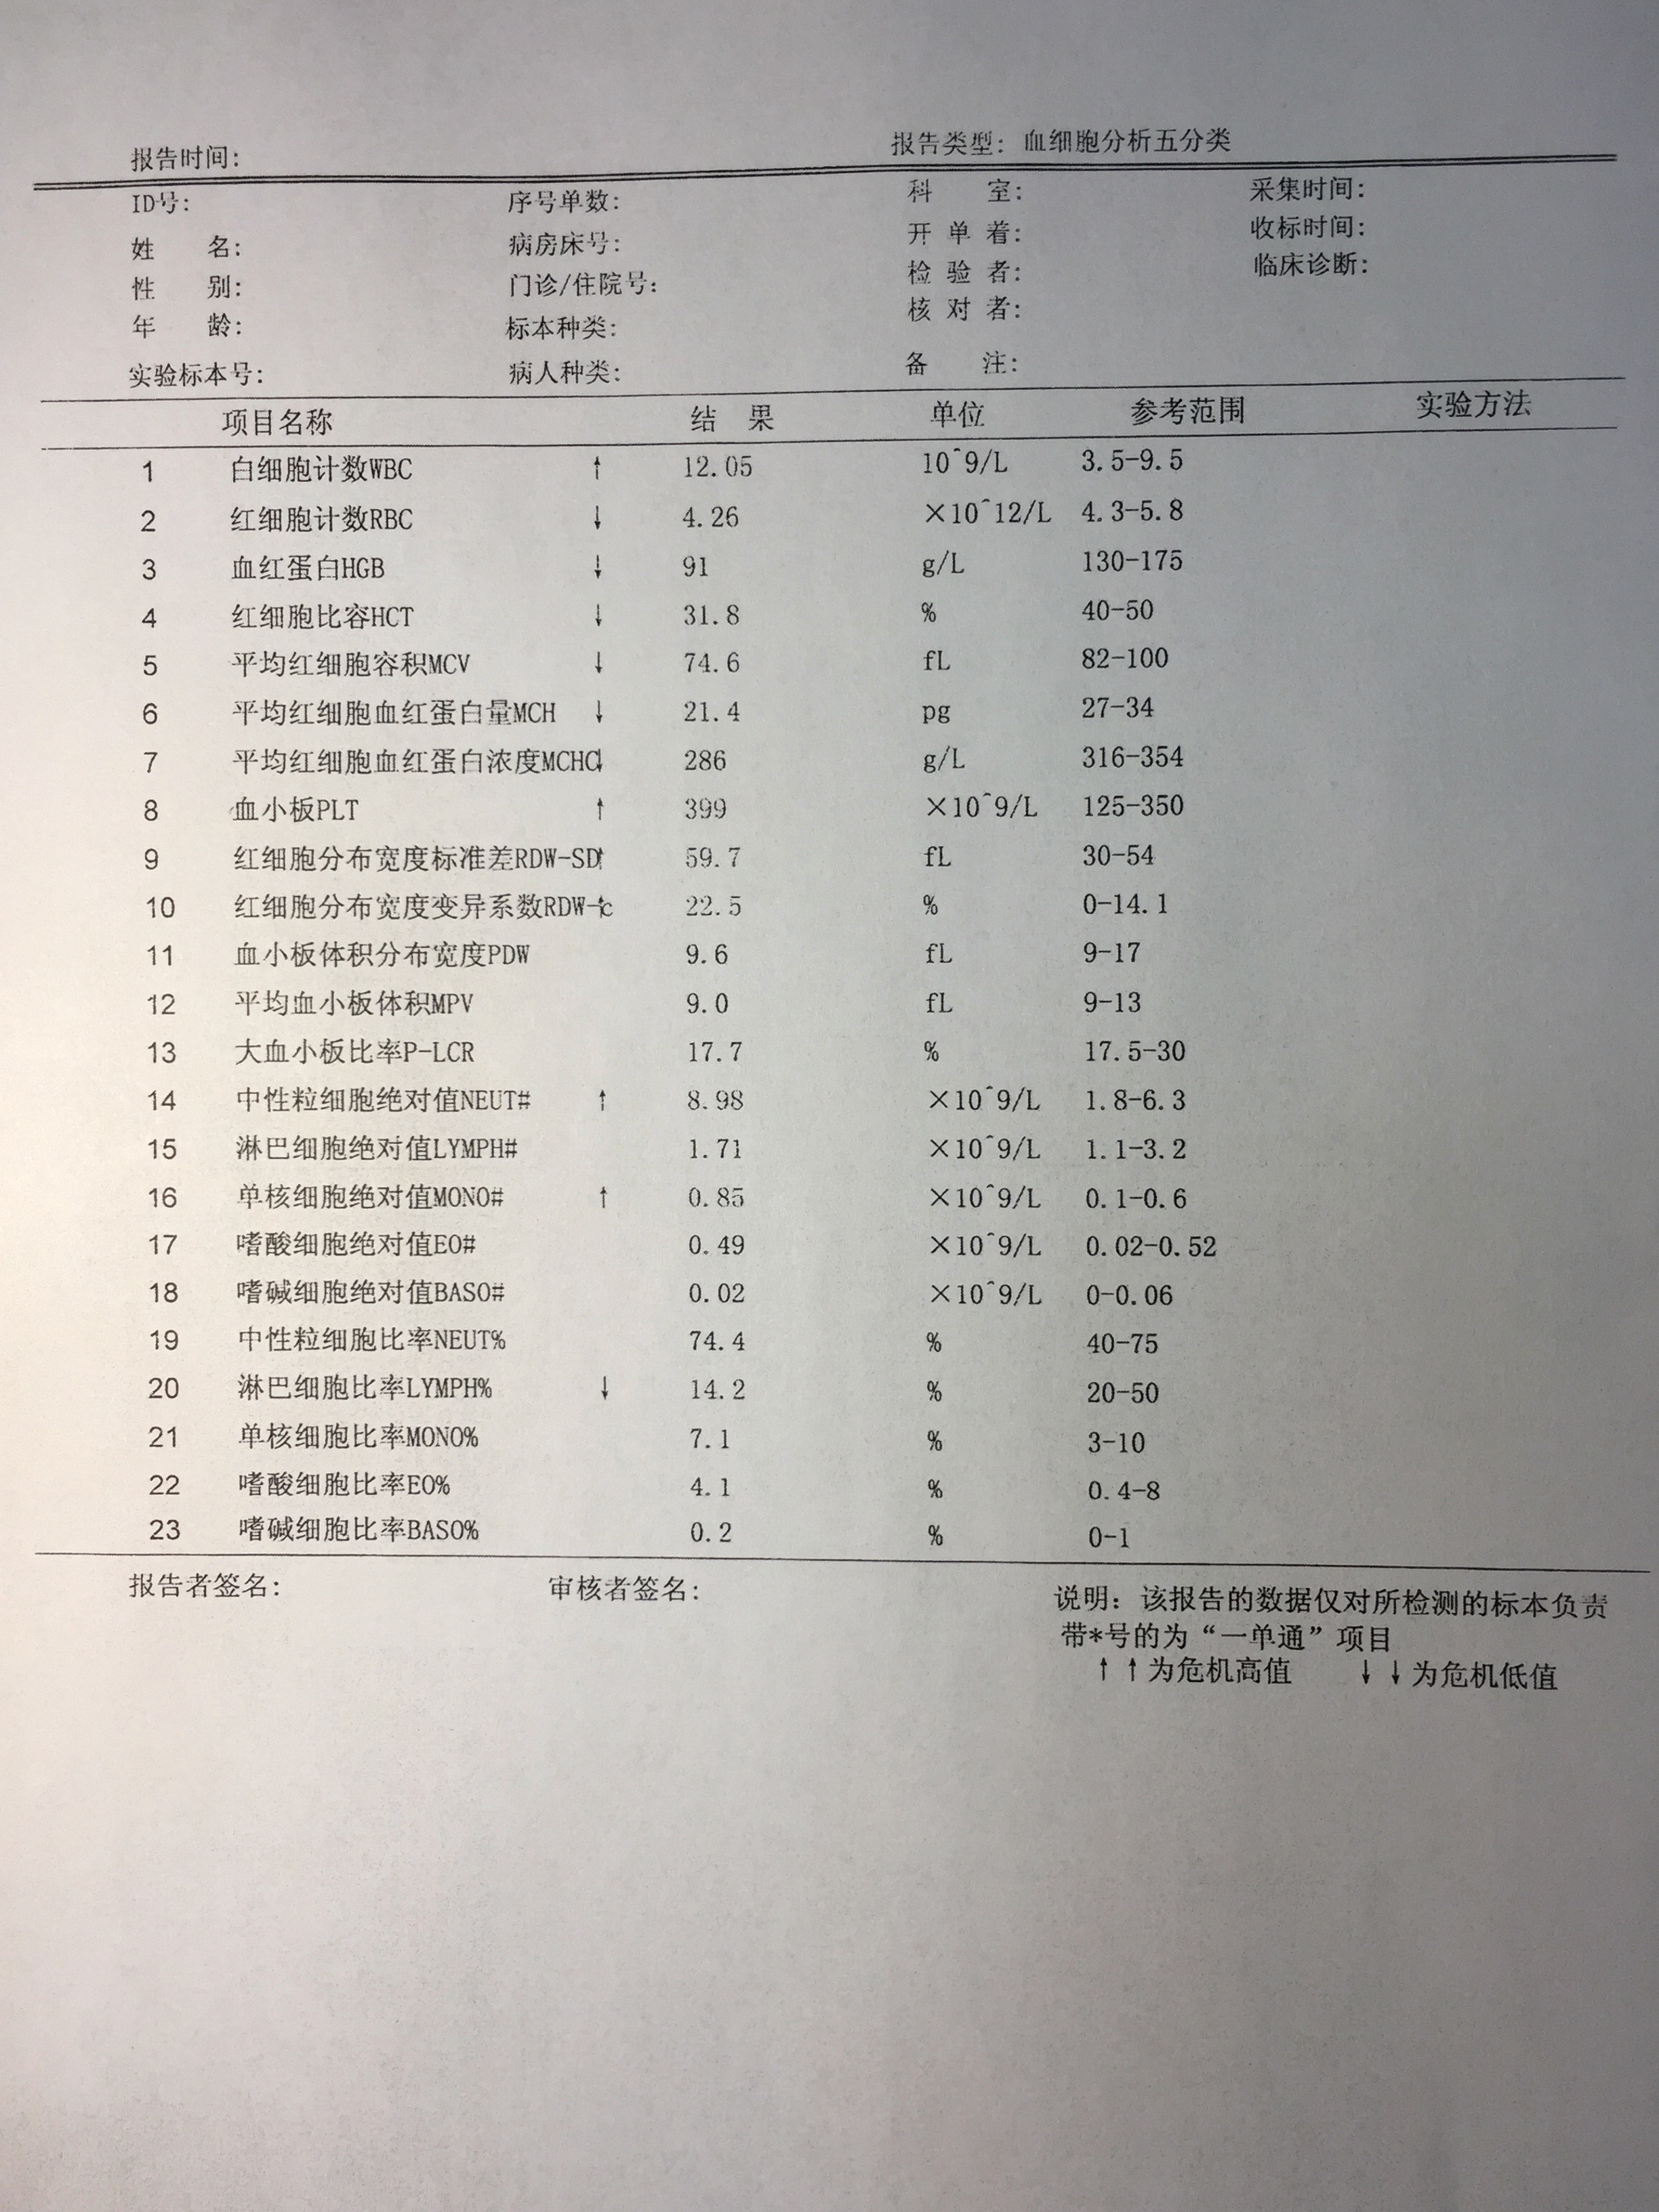 报告时间: 报告类型: 血细胞分析五分类
ID号: 序号单数: 科 室: 采集时间:
姓 名: 病房床号: 开 单 着: 收标时间:
性 别: 门诊/住院号: 检 验 者: 临床诊断:
年 龄: 标本种类: 核 对 者:
实验标本号: 病人种类: 备 注:
项目名称 结 果 单位 参考范围 实验方法
1 白细胞计数WBC ↑ 12.05 10^9/L 3.5-9.5
2 红细胞计数RBC ↓ 4.26 ×10^12/L 4.3-5.8
3 血红蛋白HGB ↓ 91 g/L 130-175
4 红细胞比容HCT ↓ 31.8 % 40-50
5 平均红细胞容积MCV ↓ 74.6 fL 82-100
6 平均红细胞血红蛋白量MCH ↓ 21.4 pg 27-34
7 平均红细胞血红蛋白浓度MCHC↓ 286 g/L 316-354
8 血小板PLT ↑ 399 ×10^9/L 125-350
9 红细胞分布宽度标准差RDW-SD↑ 59.7 fL 30-54
10 红细胞分布宽度变异系数RDW-c↑ 22.5 % 0-14.1
11 血小板体积分布宽度PDW 9.6 fL 9-17
12 平均血小板体积MPV 9.0 fL 9-13
13 大血小板比率P-LCR 17.7 % 17.5-30
14 中性粒细胞绝对值NEUT# ↑ 8.98 ×10^9/L 1.8-6.3
15 淋巴细胞绝对值LYMPH# 1.71 ×10^9/L 1.1-3.2
16 单核细胞绝对值MONO# ↑ 0.85 ×10^9/L 0.1-0.6
17 嗜酸细胞绝对值EO# 0.49 ×10^9/L 0.02-0.52
18 嗜碱细胞绝对值BASO# 0.02 ×10^9/L 0-0.06
19 中性粒细胞比率NEUT% 74.4 % 40-75
20 淋巴细胞比率LYMPH% ↓ 14.2 % 20-50
21 单核细胞比率MONO% 7.1 % 3-10
22 嗜酸细胞比率EO% 4.1 % 0.4-8
23 嗜碱细胞比率BASO% 0.2 % 0-1
报告者签名: 审核者签名: 说明: 该报告的数据仅对所检测的标本负责
带*号的为“一单通”项目
↑↑为危机高值 ↓↓为危机低值